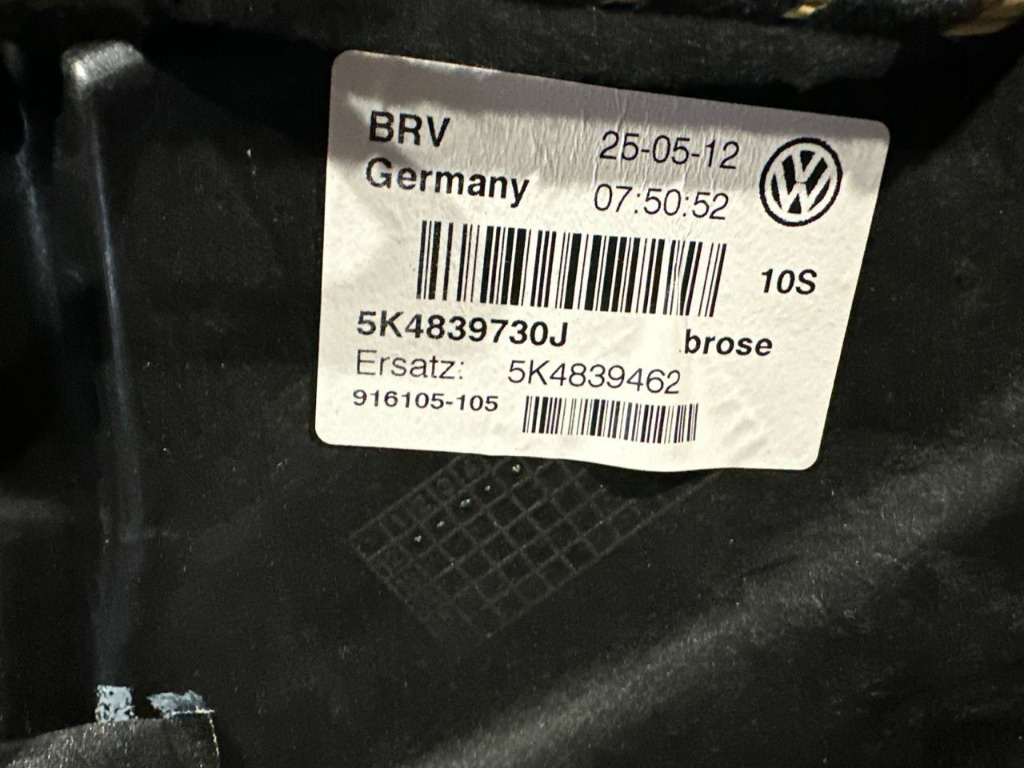 BRV 25-05-12
Germany 07:50:52
10S
5K4839730J brose
Ersatz: 5K4839462
916105-105